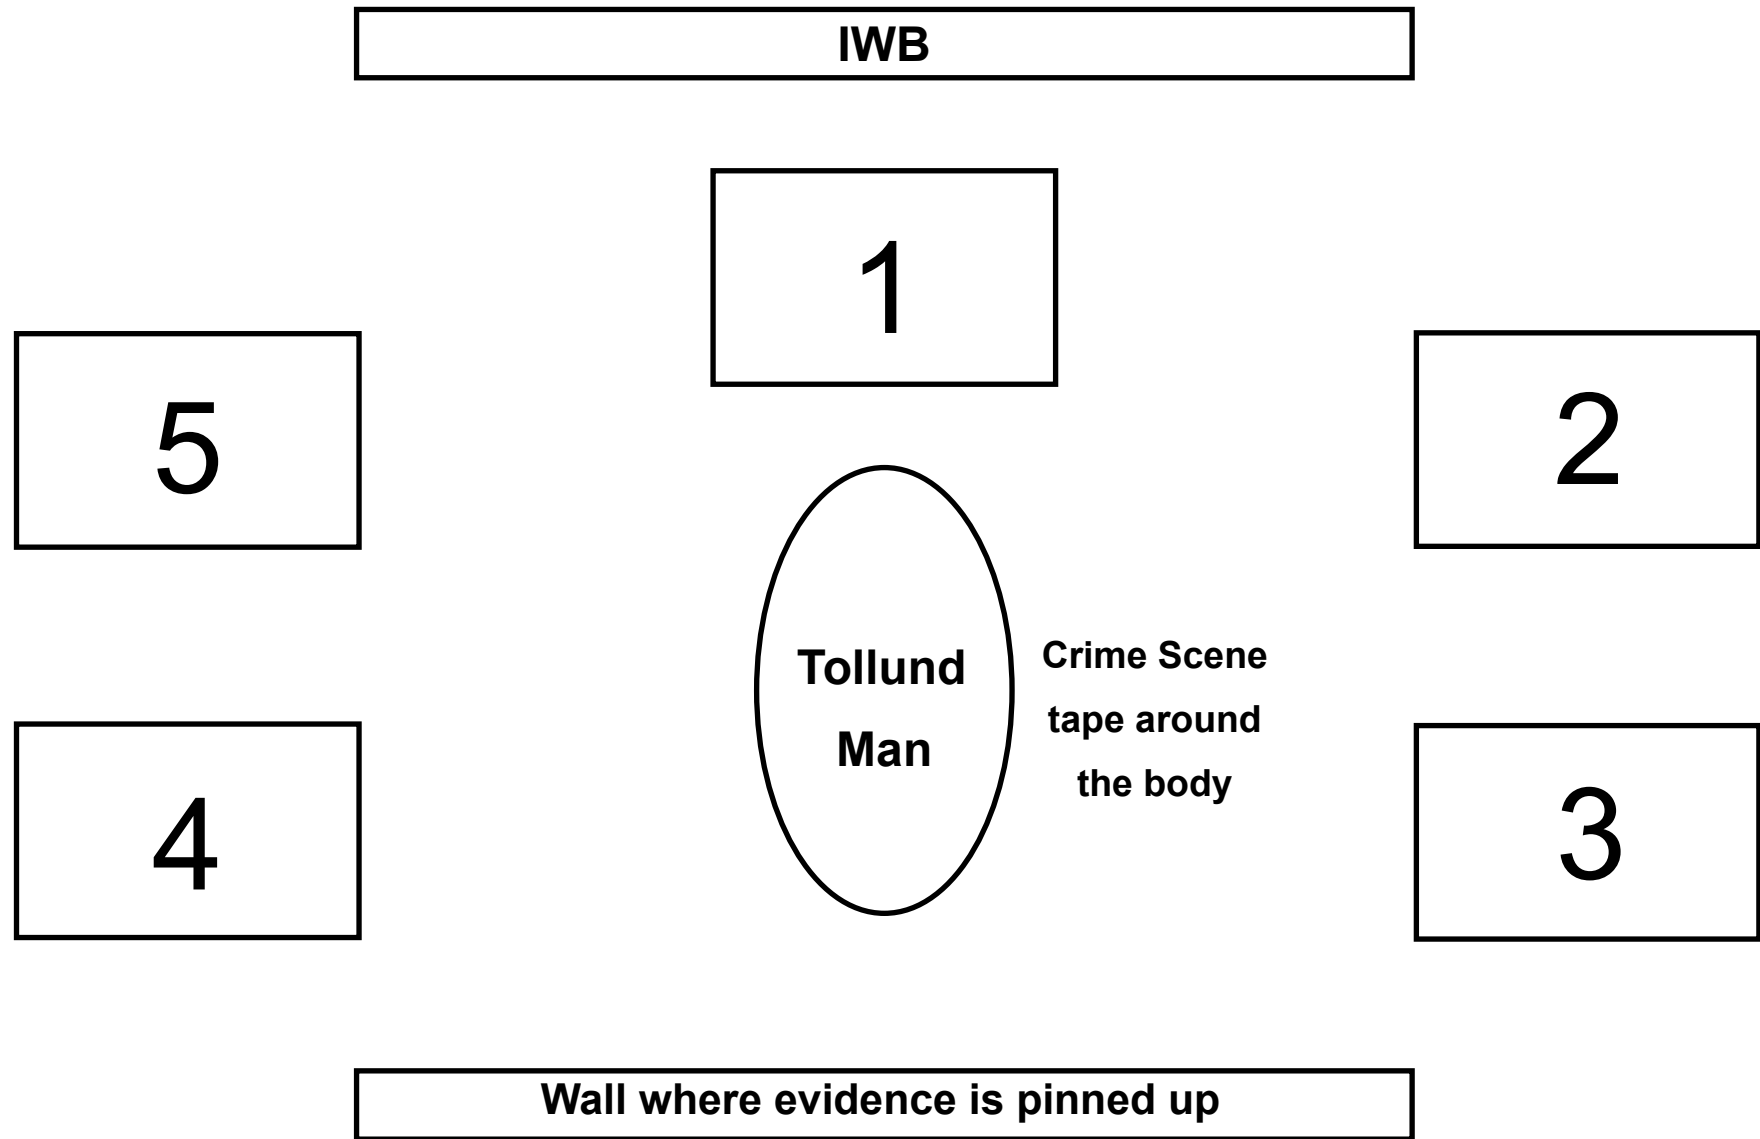 IWB
1
5
2
Tollund
Man
Crime Scene
tape around
the body
4
3
Wall where evidence is pinned up